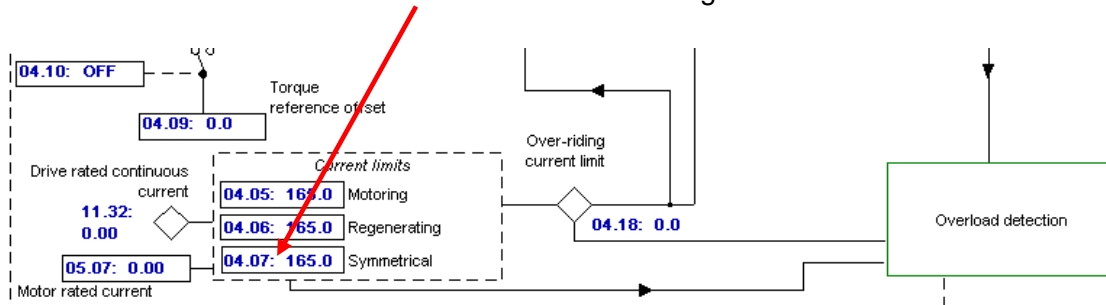 04.10: OFF
Torque
reference offset
04.09: 0.0
Over-riding
current limit
Current limits
Drive rated continuous
current
04.05: 165.0 Motoring
11.32:
0.00
04.06: 165.0 Regenerating
04.18: 0.0
Overload detection
04.07: 165.0 Symmetrical
05.07: 0.00
Motor rated current